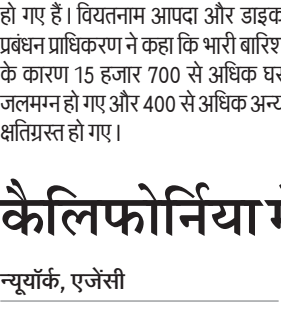 हो गए हैं। वियतनाम आपदा और डाइक
प्रबंधन प्राधिकरण ने कहा कि भारी बारिश
के कारण 15 हजार 700 से अधिक घर
जलमग्न हो गए और 400 से अधिक अन्य
क्षतिग्रस्त हो गए।
कैलिफोर्निया में
न्यूयॉर्क, एजेंसी